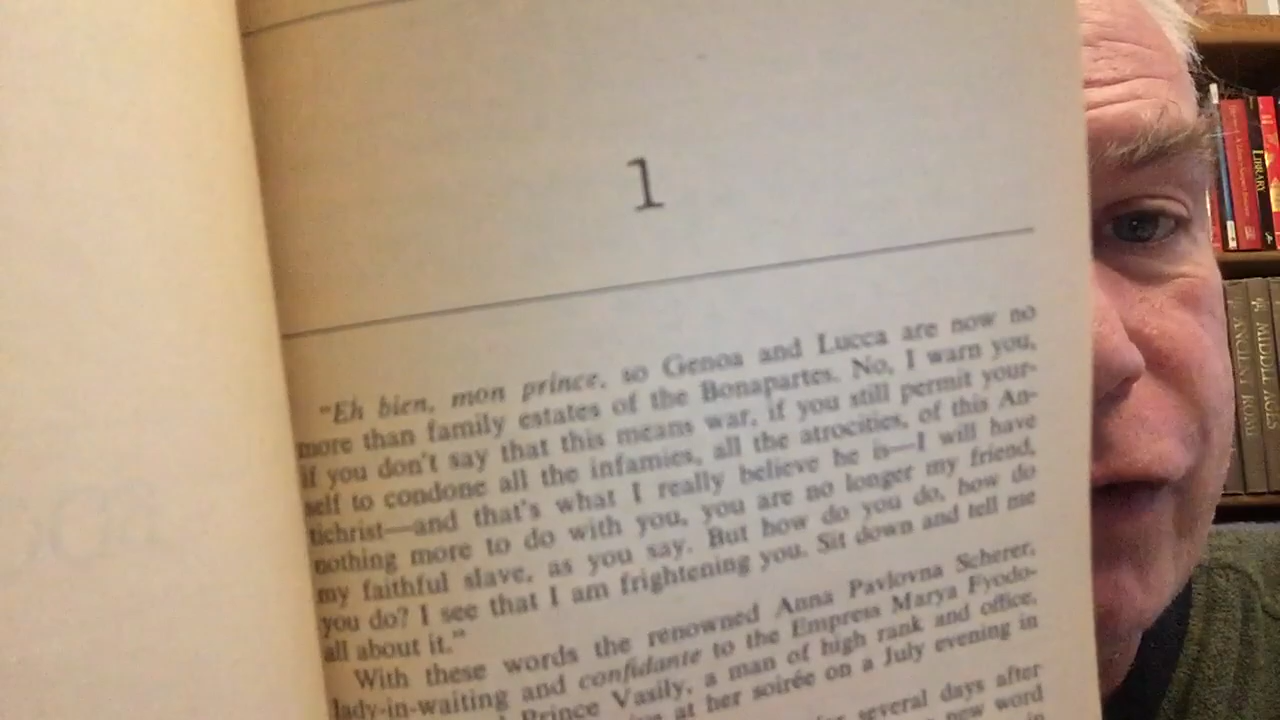 1
"Eh bien, mon prince, so Genoa and Lucca are now no
more than family estates of the Bonapartes. No, I warn you,
if you don't say that this means war, if you still permit your-
self to condone all the infamies, all the atrocities, of this An-
tichrist—and that's what I really believe he is—I will have
nothing more to do with you, you are no longer my friend,
my faithful slave, as you say. But how do you do, how do
you do? I see that I am frightening you. Sit down and tell me
all about it."
With these words the renowned Anna Pavlovna Scherer,
lady-in-waiting and confidante to the Empress Marya Fyodo-
Prince Vasily, a man of high rank and office,
at her soirée on a July evening in
several days after
new word
LIBRARY
ANCIENT ROME
MIDDLE AGES